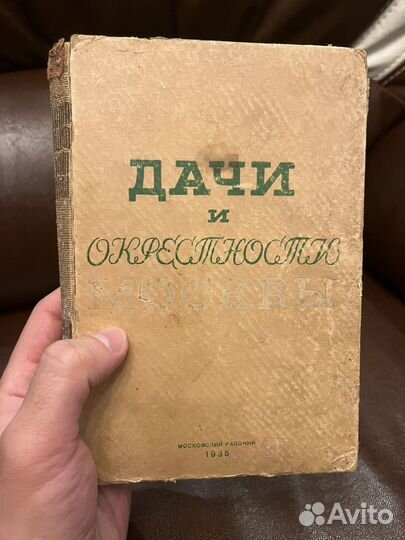 ДАЧИ
и
ОКРЕСТНОСТИ
МОСКВЫ
МОСКОВСКИЙ РАБОЧИЙ
1935
Avito